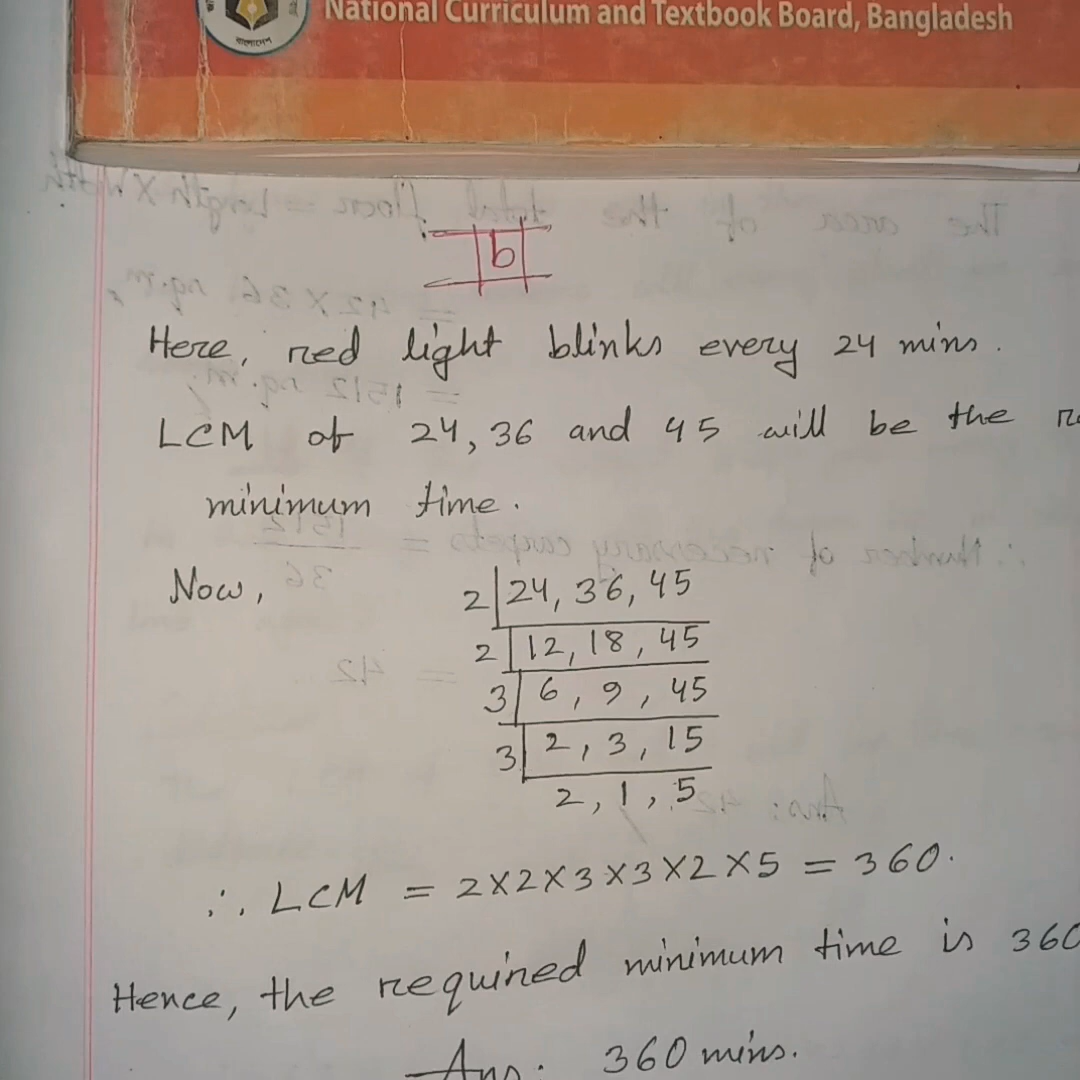 National Curriculum and Textbook Board, Bangladesh
বাংলাদেশ
b
Here, red light blinks every 24 mins.
LCM of 24, 36 and 45 will be the
minimum time.
Now,
2 | 24, 36, 45
2 | 12, 18, 45
3 | 6, 9, 45
3 | 2, 3, 15
2, 1, 5
∴ LCM = 2×2×3×3×2×5 = 360.
Hence, the required minimum time is 360
Ans: 360 mins.